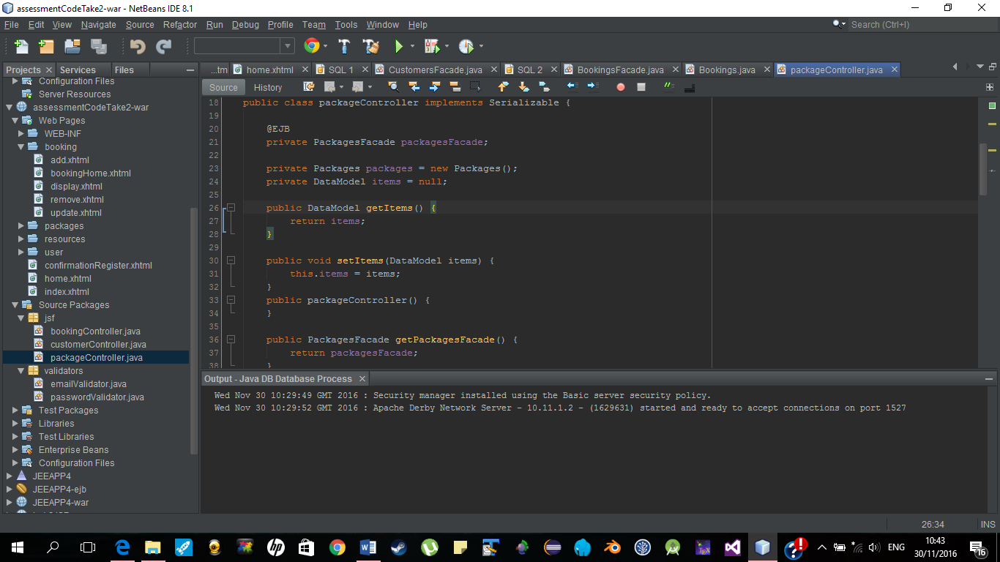 assessmentCodeTake2-war - NetBeans IDE 8.1
File Edit View Navigate Source Refactor Run Debug Profile Team Tools Window Help
Search (Ctrl+I)
Projects Services Files
...tm home.xhtml SQL 1 CustomersFacade.java SQL 2 BookingsFacade.java Bookings.java packageController.java
Source History
Configuration Files
Server Resources
assessmentCodeTake2-war
Web Pages
WEB-INF
booking
add.xhtml
bookingHome.xhtml
display.xhtml
remove.xhtml
update.xhtml
packages
resources
user
confirmationRegister.xhtml
home.xhtml
index.xhtml
Source Packages
jsf
bookingController.java
customerController.java
packageController.java
validators
emailValidator.java
passwordValidator.java
Test Packages
Libraries
Test Libraries
Enterprise Beans
Configuration Files
JEEAPP4
JEEAPP4-ejb
JEEAPP4-war
18 public class packageController implements Serializable {
19
20 @EJB
21 private PackagesFacade packagesFacade;
22
23 private Packages packages = new Packages();
24 private DataModel items = null;
25
26 public DataModel getItems() {
27 return items;
28 }
29
30 public void setItems(DataModel items) {
31 this.items = items;
32 }
33 public packageController() {
34 }
35
36 public PackagesFacade getPackagesFacade() {
37 return packagesFacade;
38 }
Output - Java DB Database Process
Wed Nov 30 10:29:49 GMT 2016 : Security manager installed using the Basic server security policy.
Wed Nov 30 10:29:52 GMT 2016 : Apache Derby Network Server - 10.11.1.2 - (1629631) started and ready to accept connections on port 1527
26:34 INS
ENG
10:43
30/11/2016
16